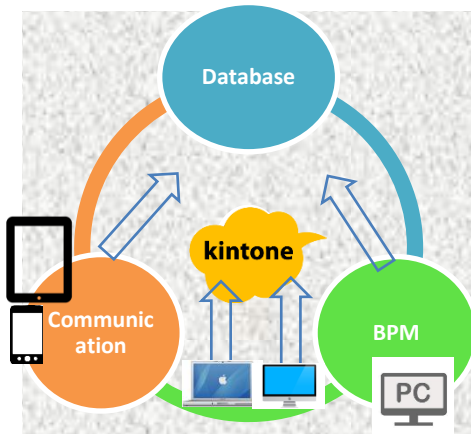 Database
kintone
Communic
ation
BPM
PC